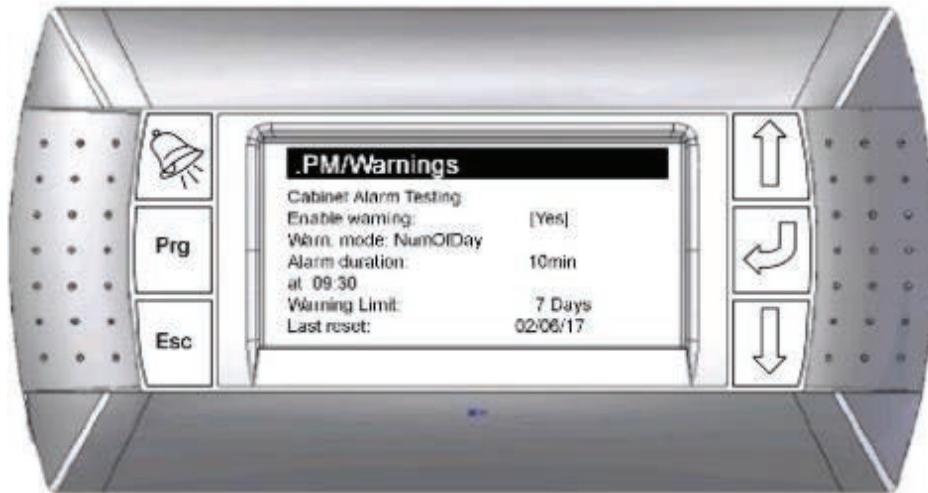 .PM/Warnings
Cabinet Alarm Testing
Enable warning: [Yes]
Warn. mode: NumOfDay
Alarm duration: 10min
at 09:30
Warning Limit: 7 Days
Last reset: 02/06/17
Prg
Esc